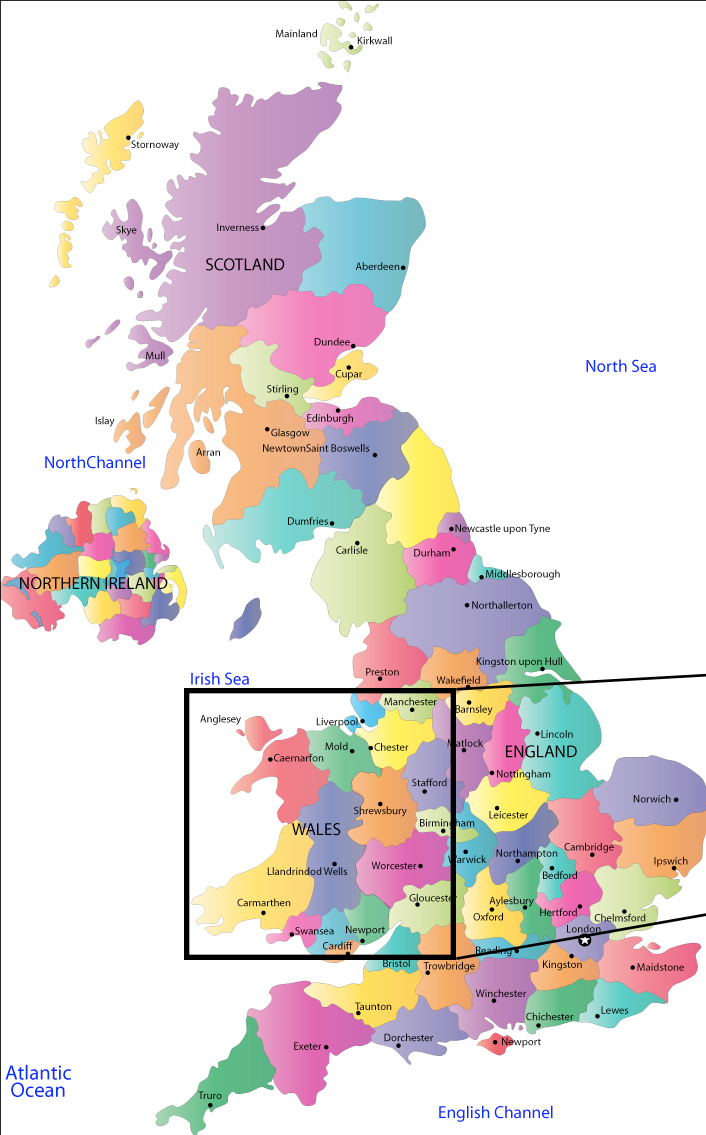 Mainland
Kirkwall
Stornoway
Skye
Inverness
SCOTLAND
Aberdeen
Mull
Dundee
Cupar
Stirling
Islay
Edinburgh
Glasgow
Arran
NewtownSaint Boswells
North Sea
NorthChannel
Dumfries
Newcastle upon Tyne
Carlisle
Durham
NORTHERN IRELAND
Middlesborough
Northallerton
Kingston upon Hull
Preston
Irish Sea
Wakefield
Manchester
Barnsley
Anglesey
Liverpool
Lincoln
Mold
Chester
Matlock
ENGLAND
Caernarfon
Nottingham
Stafford
Norwich
Shrewsbury
Leicester
WALES
Birmingham
Cambridge
Northampton
Warwick
Ipswich
Worcester
Llandrindod Wells
Bedford
Gloucester
Aylesbury
Carmarthen
Hertford
Oxford
Chelmsford
Swansea
Newport
London
Cardiff
Reading
Bristol
Trowbridge
Kingston
Maidstone
Winchester
Taunton
Chichester
Lewes
Dorchester
Newport
Exeter
Atlantic
Ocean
Truro
English Channel